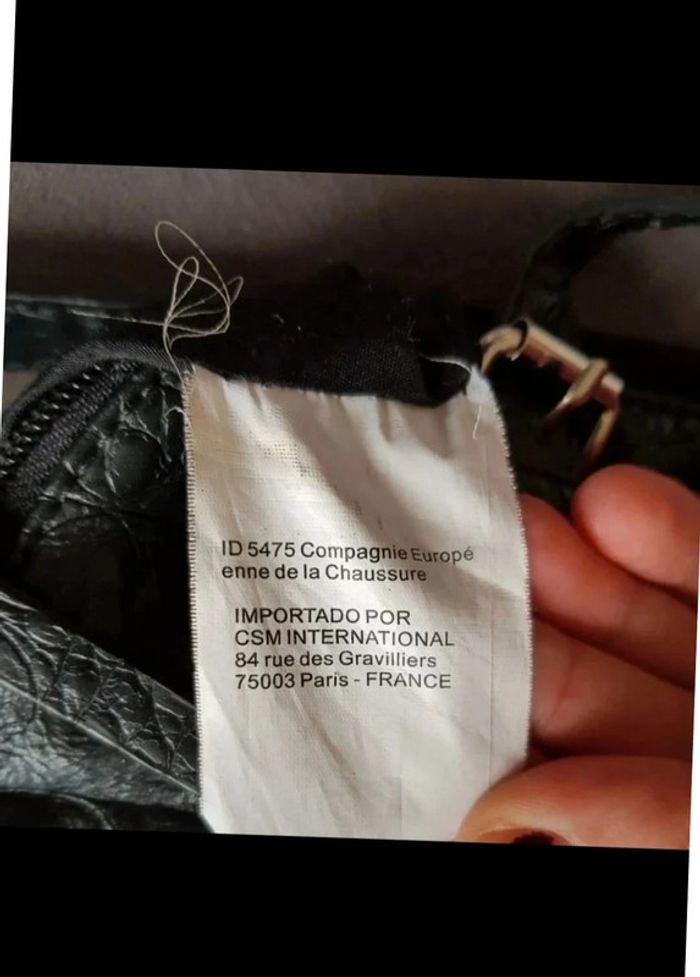 ID 5475 Compagnie Europé
enne de la Chaussure
IMPORTADO POR
CSM INTERNATIONAL
84 rue des Gravilliers
75003 Paris - FRANCE